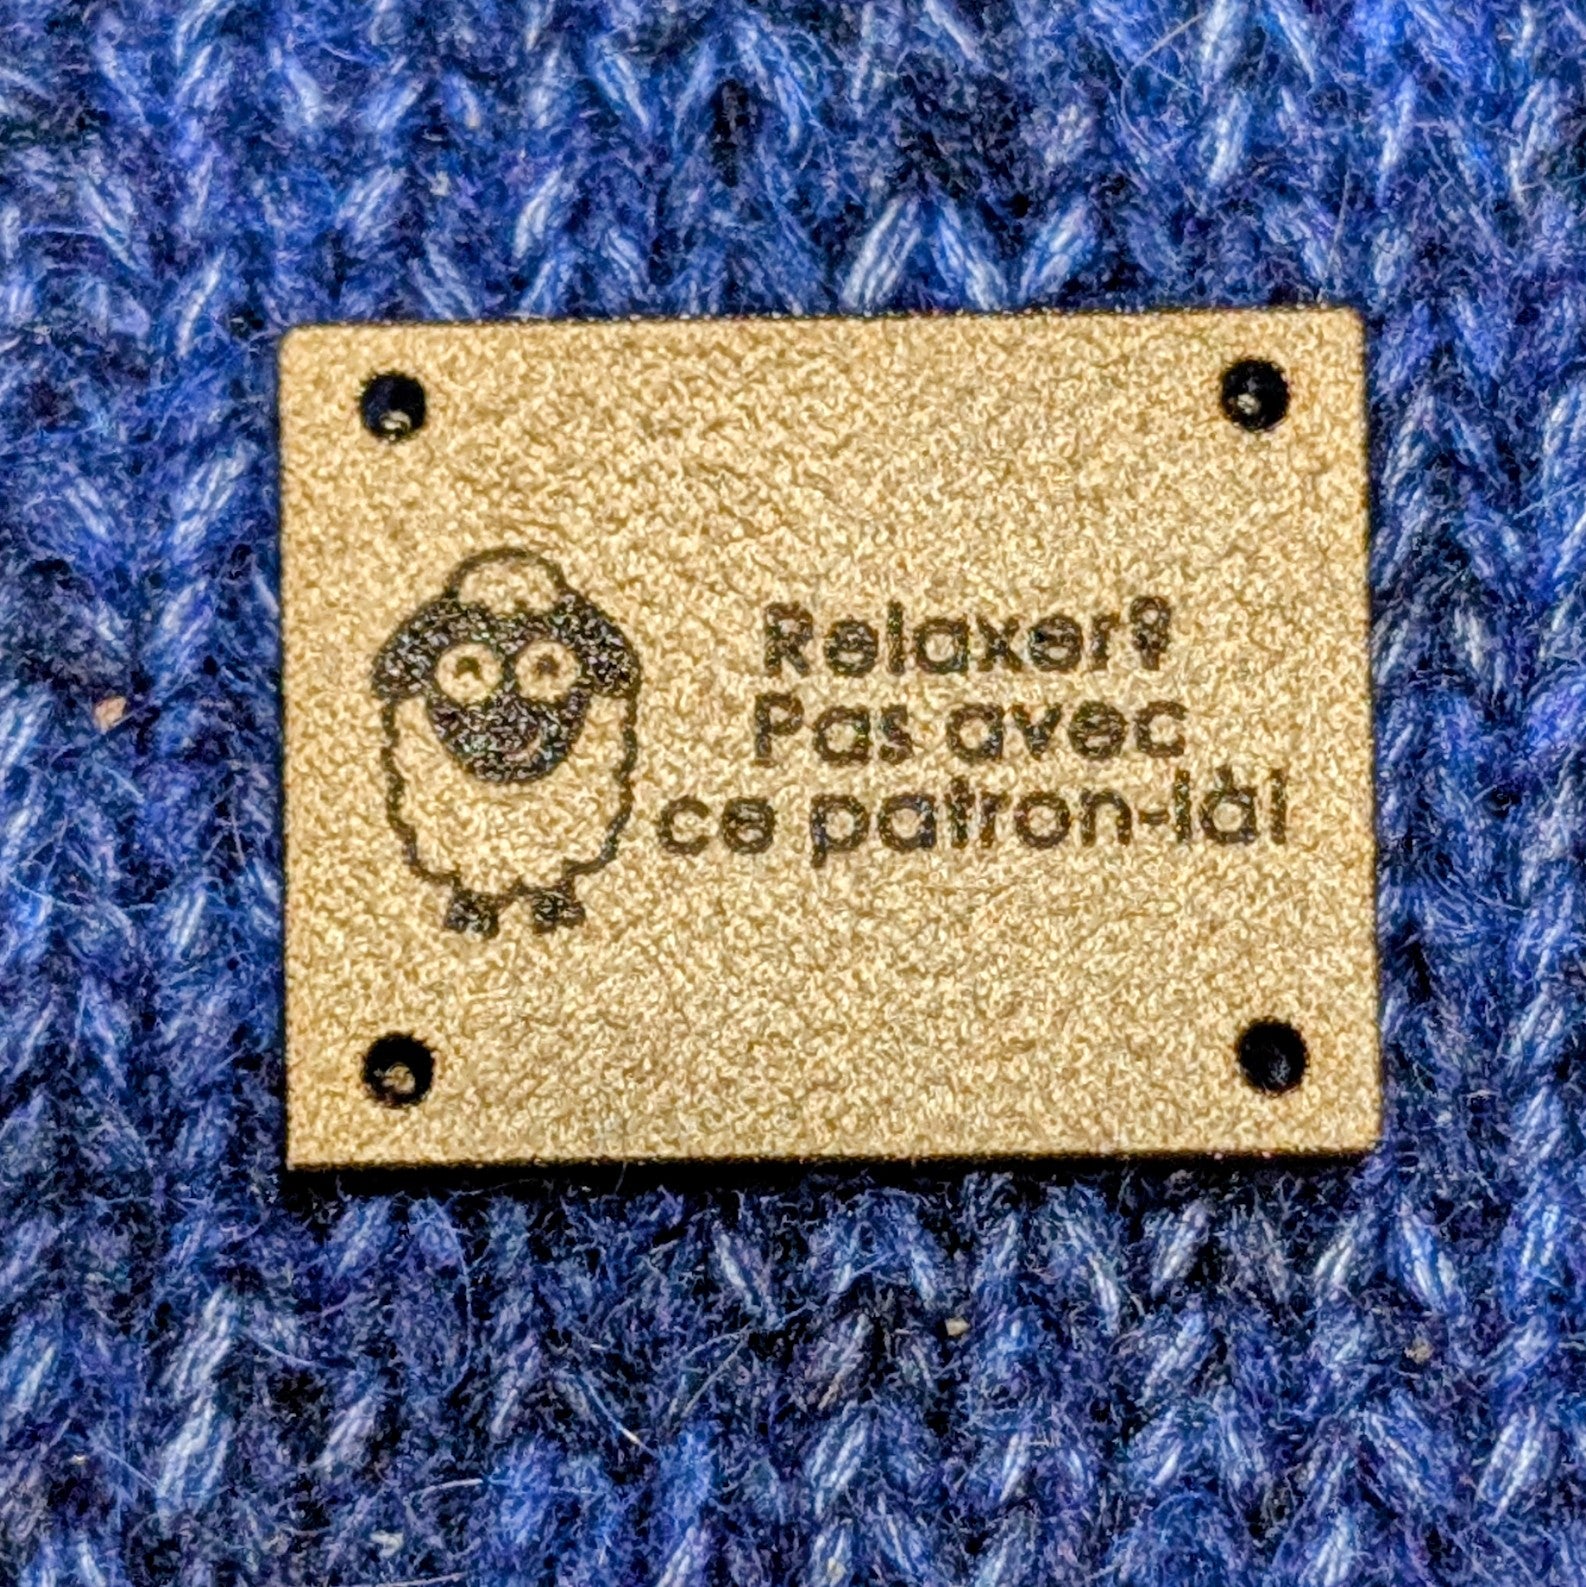 Relaxer?
Pas avec
ce patron-là!